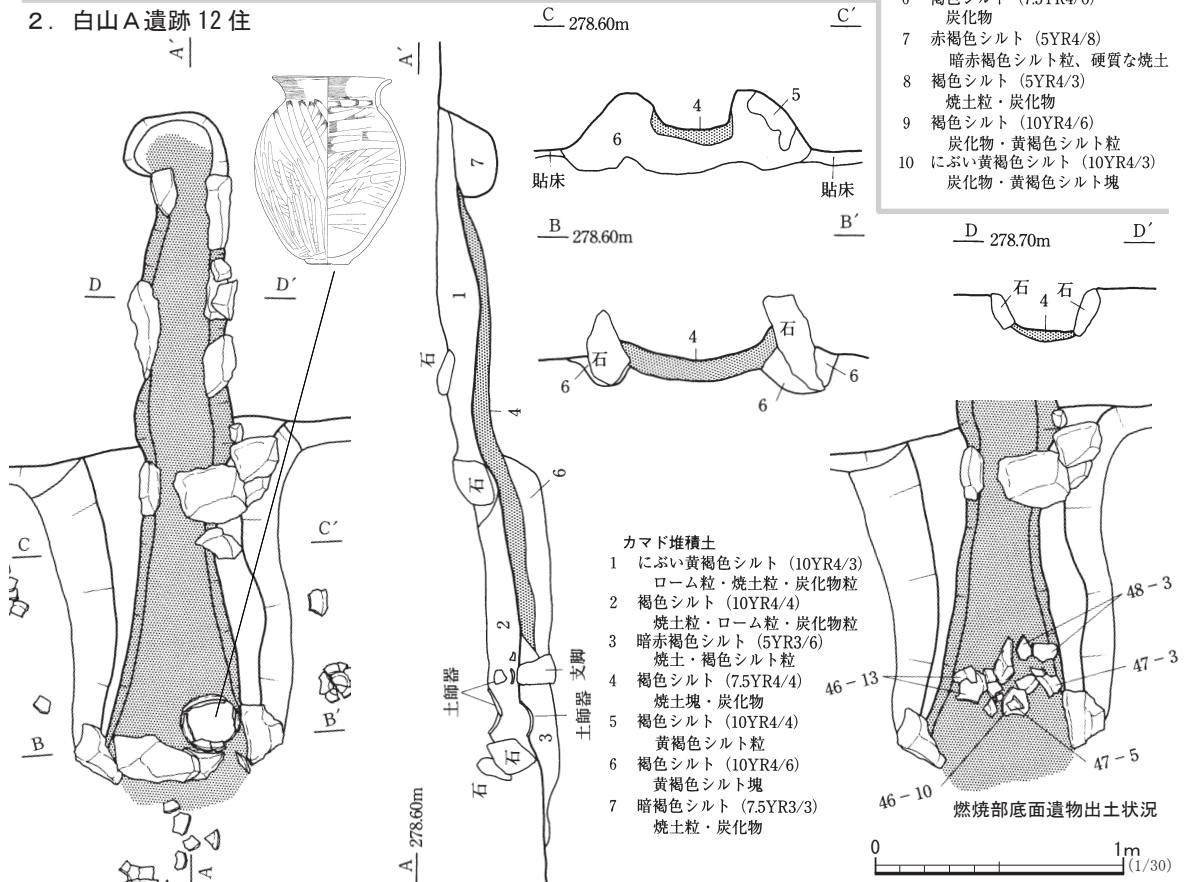 2．白山A遺跡 12 住
A´
D
D´
C
C´
B
B´
A
A´
1
7
石
4
6
石
2
土師器
支脚
土師器
3
石
石
A 278.60m
C 278.60m
C´
4
5
6
貼床
貼床
B 278.60m
B´
4
石
石
6
6
6
炭化物
7 赤褐色シルト（5YR4/8）
暗赤褐色シルト粒、硬質な焼土
8 褐色シルト（5YR4/3）
焼土粒・炭化物
9 褐色シルト（10YR4/6）
炭化物・黄褐色シルト粒
10 にぶい黄褐色シルト（10YR4/3）
炭化物・黄褐色シルト塊
D 278.70m
D´
石 石
4
カマド堆積土
1 にぶい黄褐色シルト（10YR4/3）
ローム粒・焼土粒・炭化物粒
2 褐色シルト（10YR4/4）
焼土粒・ローム粒・炭化物粒
3 暗赤褐色シルト（5YR3/6）
焼土・褐色シルト粒
4 褐色シルト（7.5YR4/4）
焼土塊・炭化物
5 褐色シルト（10YR4/4）
黄褐色シルト粒
6 褐色シルト（10YR4/6）
黄褐色シルト塊
7 暗褐色シルト（7.5YR3/3）
焼土粒・炭化物
48－3
47－3
46－13
47－5
46－10
燃焼部底面遺物出土状況
0 1m
(1/30)